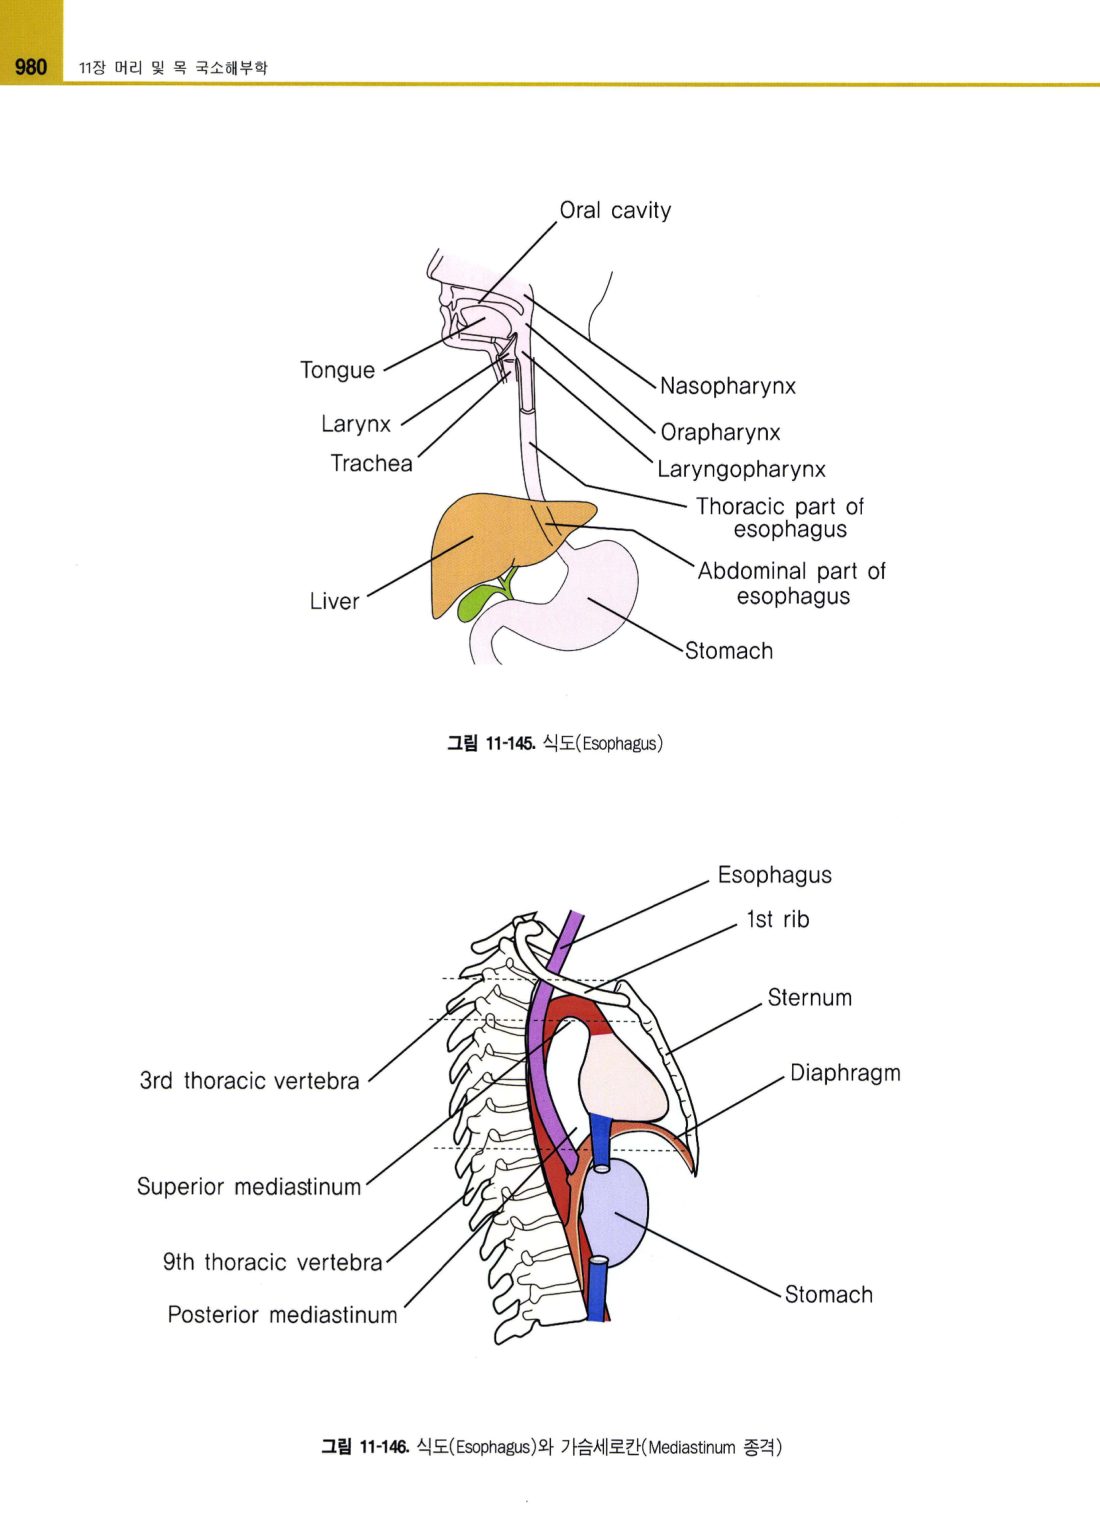 980
11장 머리 및 목 국소해부학
Oral cavity
Tongue
Larynx
Trachea
Nasopharynx
Orapharynx
Laryngopharynx
Thoracic part of
esophagus
Abdominal part of
esophagus
Liver
Stomach
그림 11-145. 식도(Esophagus)
Esophagus
1st rib
Sternum
Diaphragm
3rd thoracic vertebra
Superior mediastinum
9th thoracic vertebra
Posterior mediastinum
Stomach
그림 11-146. 식도(Esophagus)와 가슴세로칸(Mediastinum 종격)